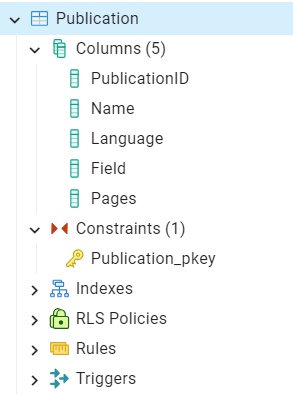 Publication
Columns (5)
PublicationID
Name
Language
Field
Pages
Constraints (1)
Publication_pkey
Indexes
RLS Policies
Rules
Triggers